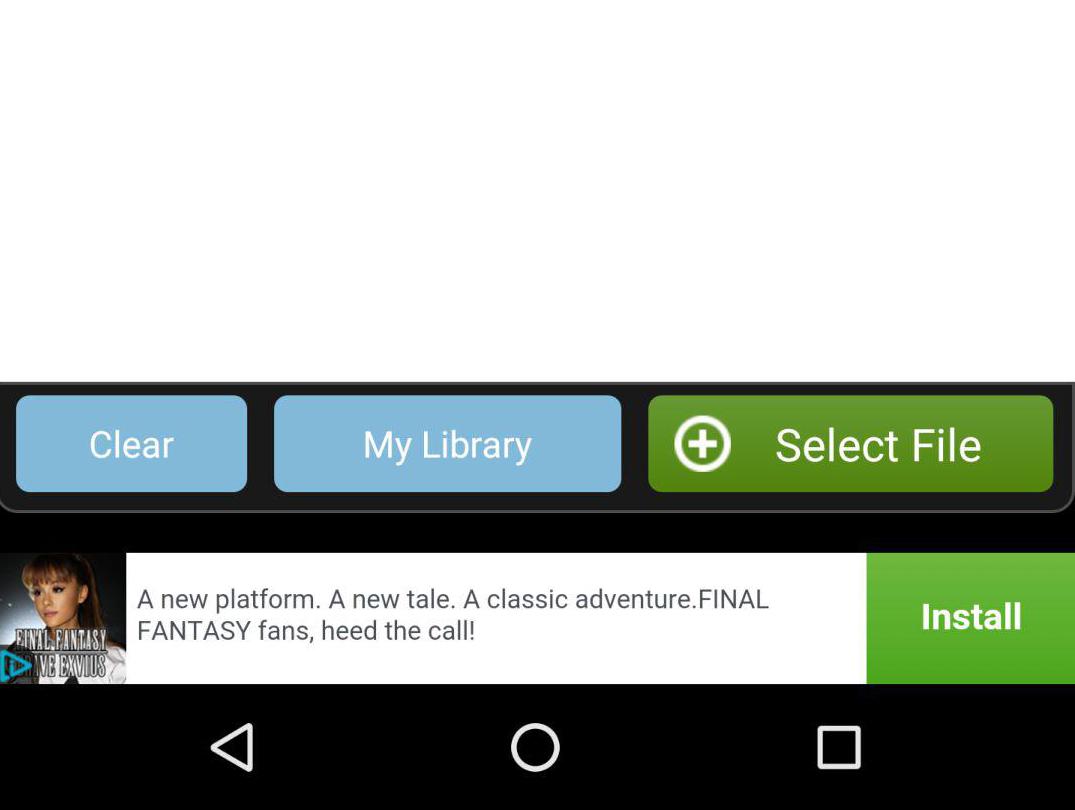 Clear
My Library
Select File
A new platform. A new tale. A classic adventure.FINAL
FANTASY fans, heed the call!
Install
FINAL FANTASY
BRAVE EXVIUS